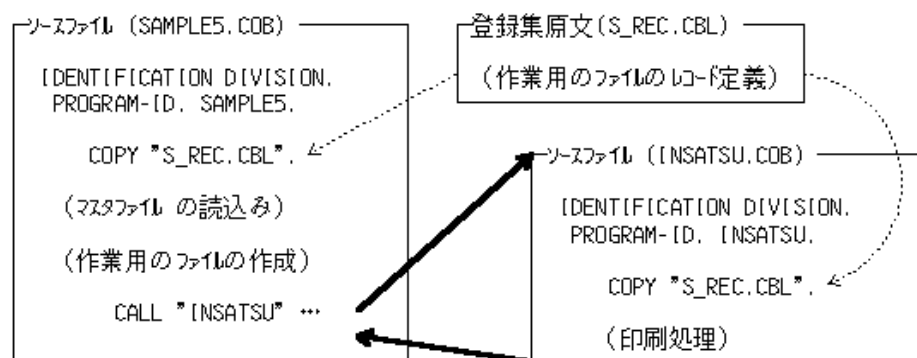 ソースファイル (SAMPLE5.COB)
IDENTIFICATION DIVISION.
PROGRAM-ID. SAMPLE5.
COPY "S_REC.CBL".
(マスタファイル の読込み)
(作業用のファイルの作成)
CALL "INSATSU" …
登録集原文(S_REC.CBL)
(作業用のファイルのレコード定義)
ソースファイル (INSATSU.COB)
IDENTIFICATION DIVISION.
PROGRAM-ID. INSATSU.
COPY "S_REC.CBL".
(印刷処理)